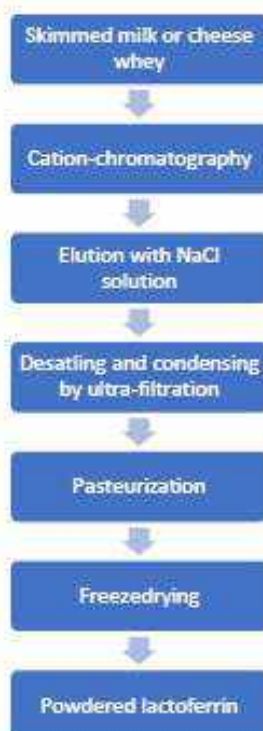 Skimmed milk or cheese
whey
Cation-chromatography
Elution with NaCl
solution
Desatling and condensing
by ultra-filtration
Pasteurization
Freezedrying
Powdered lactoferrin